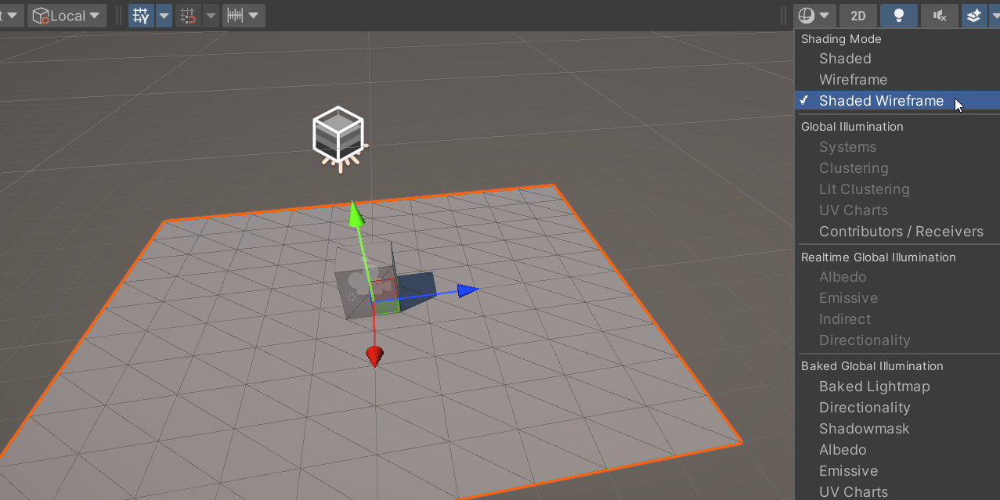 t
Local
2D
Shading Mode
Shaded
Wireframe
Shaded Wireframe
Global Illumination
Systems
Clustering
Lit Clustering
UV Charts
Contributors / Receivers
Realtime Global Illumination
Albedo
Emissive
Indirect
Directionality
Baked Global Illumination
Baked Lightmap
Directionality
Shadowmask
Albedo
Emissive
UV Charts